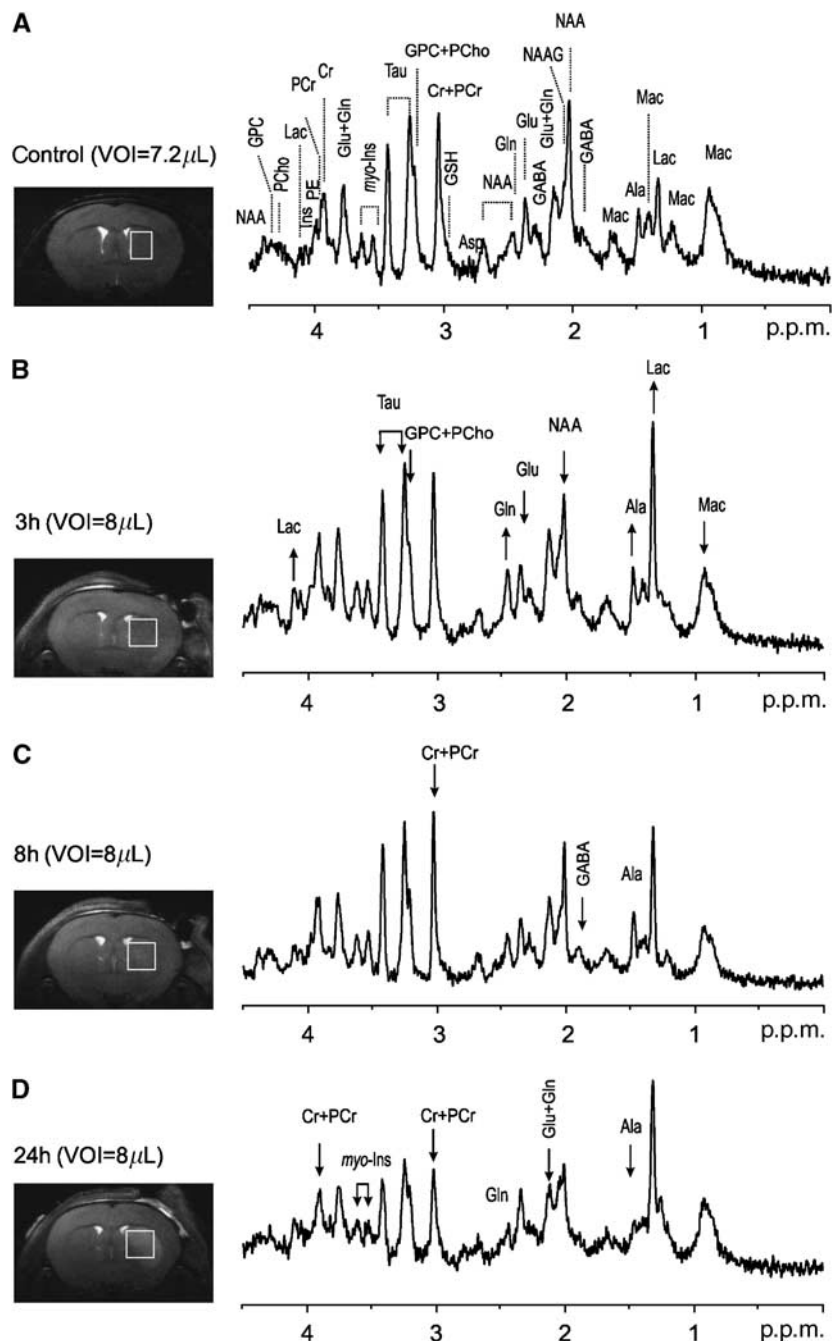 A
Control (VOI=7.2µL)
NAA
GPC
PCho
Lac
Ins
PE
PCr
Cr
Glu+Gln
myo-Ins
Tau
GPC+PCho
Cr+PCr
GSH
Asp
NAA
Gln
Glu
GABA
Glu+Gln
NAAG
NAA
GABA
Mac
Ala
Mac
Lac
Mac
Mac
4 3 2 1 p.p.m.
B
3h (VOI=8µL)
Lac
Tau
GPC+PCho
Gln
Glu
NAA
Ala
Lac
Mac
4 3 2 1 p.p.m.
C
8h (VOI=8µL)
Cr+PCr
GABA
Ala
4 3 2 1 p.p.m.
D
24h (VOI=8µL)
Cr+PCr
myo-Ins
Cr+PCr
Gln
Glu+Gln
Ala
4 3 2 1 p.p.m.